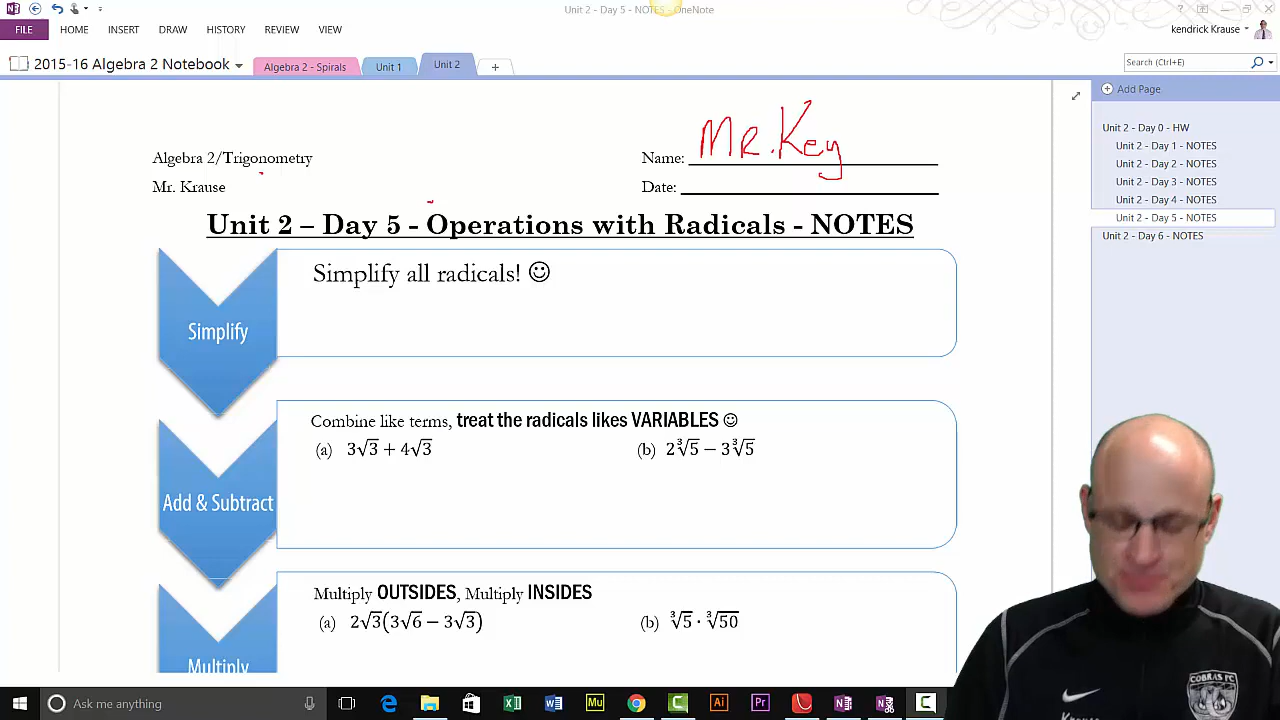 Unit 2 - Day 5 - NOTES - OneNote
kendrick Krause
FILE HOME INSERT DRAW HISTORY REVIEW VIEW
2015-16 Algebra 2 Notebook Algebra 2 - Spirals Unit 1 Unit 2 +
Search (Ctrl+E)
Add Page
Unit 2 - Day 0 - HW
Unit 2 - Day 1 - NOTES
Unit 2 - Day 2 - NOTES
Unit 2 - Day 3 - NOTES
Unit 2 - Day 4 - NOTES
Unit 2 - Day 5 - NOTES
Unit 2 - Day 6 - NOTES
Algebra 2/Trigonometry
Name: MR. Key
Mr. Krause
Date:
Unit 2 – Day 5 - Operations with Radicals - NOTES
Simplify
Simplify all radicals! ☺
Add & Subtract
Combine like terms, treat the radicals likes VARIABLES ☺
(a) 3√3 + 4√3 (b) 2∛5 − 3∛5
Multiply
Multiply OUTSIDES, Multiply INSIDES
(a) 2√3(3√6 − 3√3) (b) ∛5 · ∛50
COBRAS FC
Krause
Ask me anything